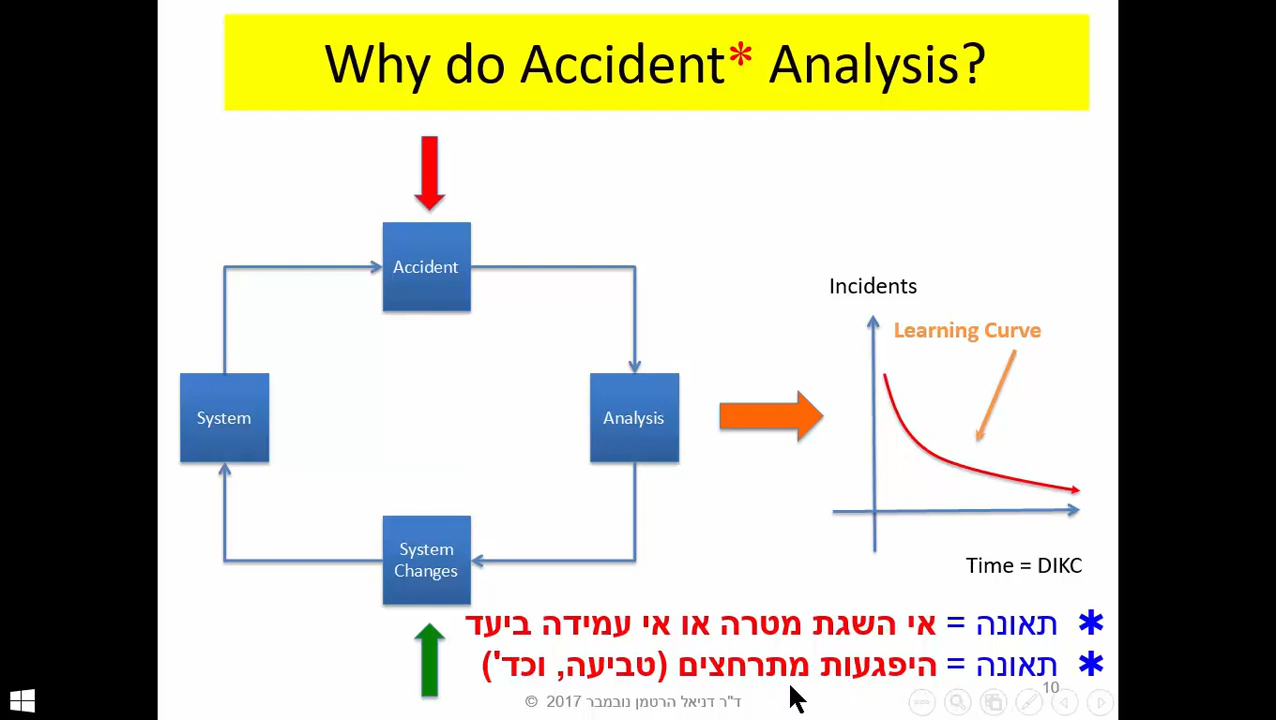 Why do Accident* Analysis?
Accident
Incidents
Learning Curve
System
Analysis
System
Changes
Time = DIKC
* תאונה = אי השגת מטרה או אי עמידה ביעד
* תאונה = היפגעות מתרחצים (טביעה, וכד')
10
ד"ר דניאל הרטמן נובמבר 2017 ©